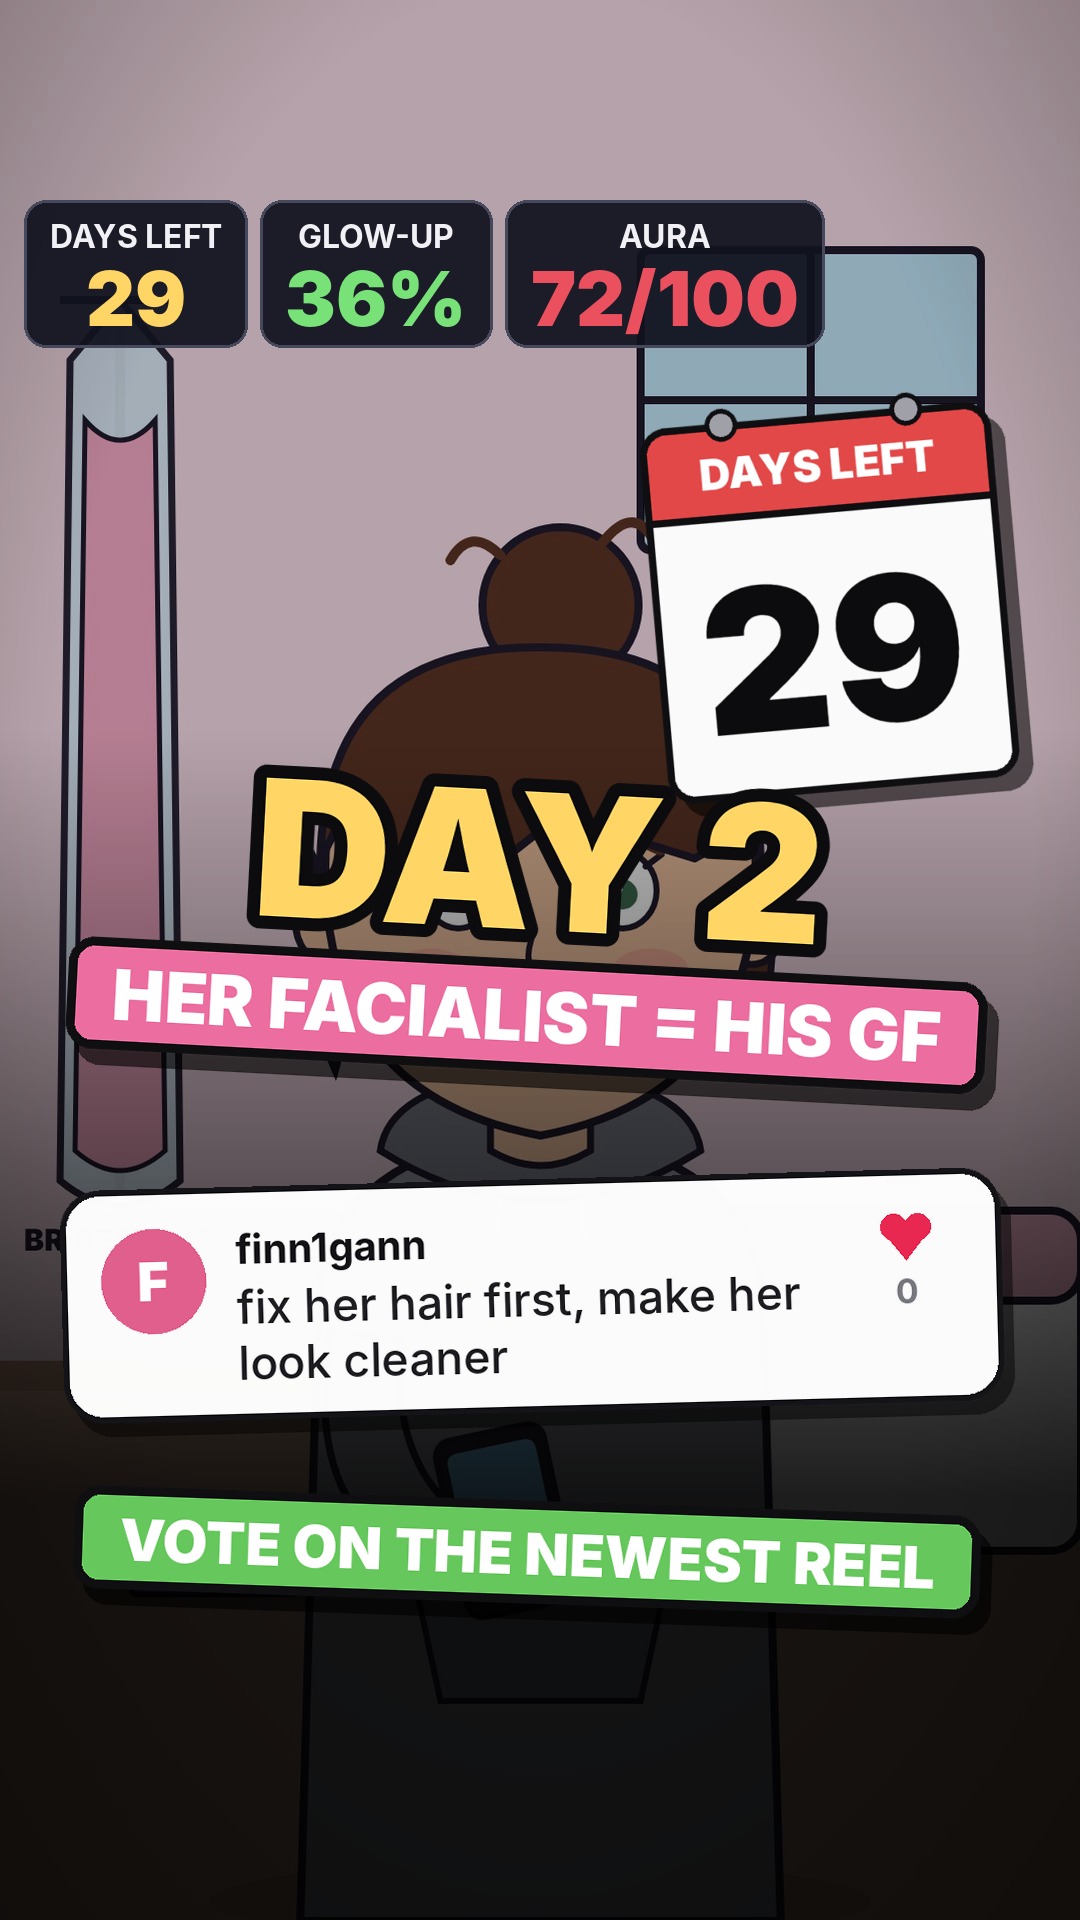 DAYS LEFT
29
GLOW-UP
36%
AURA
72/100
DAYS LEFT
29
DAY 2
HER FACIALIST = HIS GF
F
finn1gann
fix her hair first, make her
look cleaner
0
VOTE ON THE NEWEST REEL